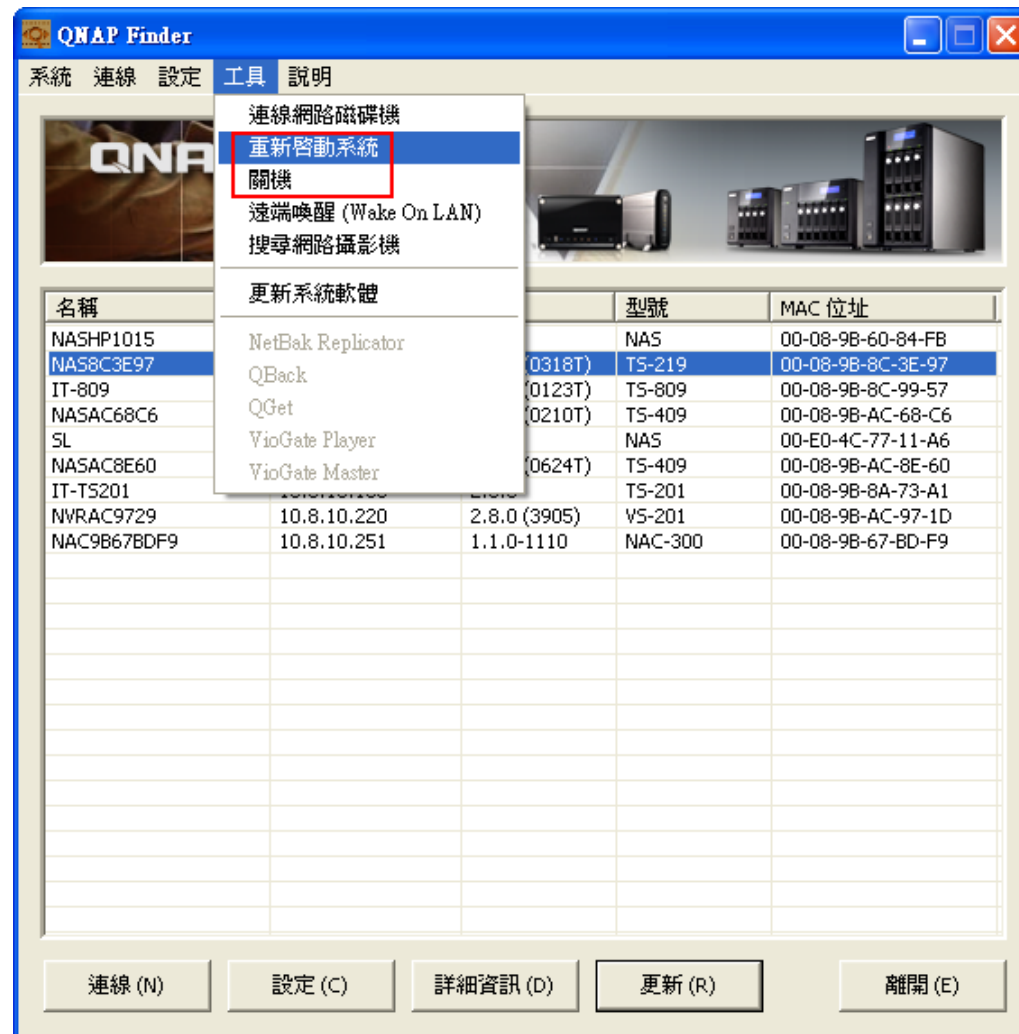 QNAP Finder
系統 連線 設定 工具 說明
連線網路磁碟機
重新啓動系統
關機
遠端喚醒 (Wake On LAN)
搜尋網路攝影機
更新系統軟體
NetBak Replicator
QBack
QGet
VioGate Player
VioGate Master
QNA
名稱 型號 MAC 位址
NASHP1015 NAS 00-08-9B-60-84-FB
NAS8C3E97 (0318T) TS-219 00-08-9B-8C-3E-97
IT-809 (0123T) TS-809 00-08-9B-8C-99-57
NASAC68C6 (0210T) TS-409 00-08-9B-AC-68-C6
SL NAS 00-E0-4C-77-11-A6
NASAC8E60 (0624T) TS-409 00-08-9B-AC-8E-60
IT-TS201 TS-201 00-08-9B-8A-73-A1
NVRAC9729 10.8.10.220 2.8.0 (3905) VS-201 00-08-9B-AC-97-1D
NAC9B67BDF9 10.8.10.251 1.1.0-1110 NAC-300 00-08-9B-67-BD-F9
連線 (N) 設定 (C) 詳細資訊 (D) 更新 (R) 離開 (E)